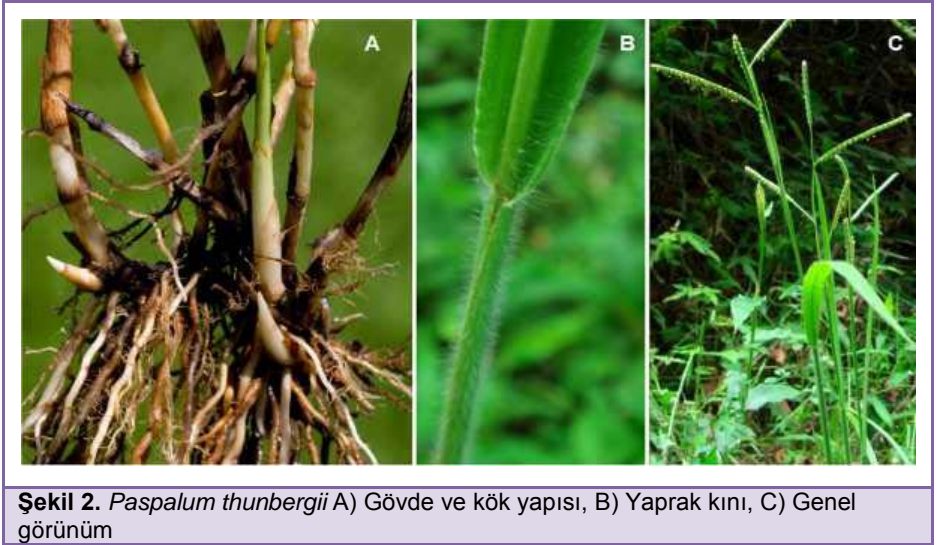 A
B
C
Şekil 2. Paspalum thunbergii A) Gövde ve kök yapısı, B) Yaprak kını, C) Genel
görünüm